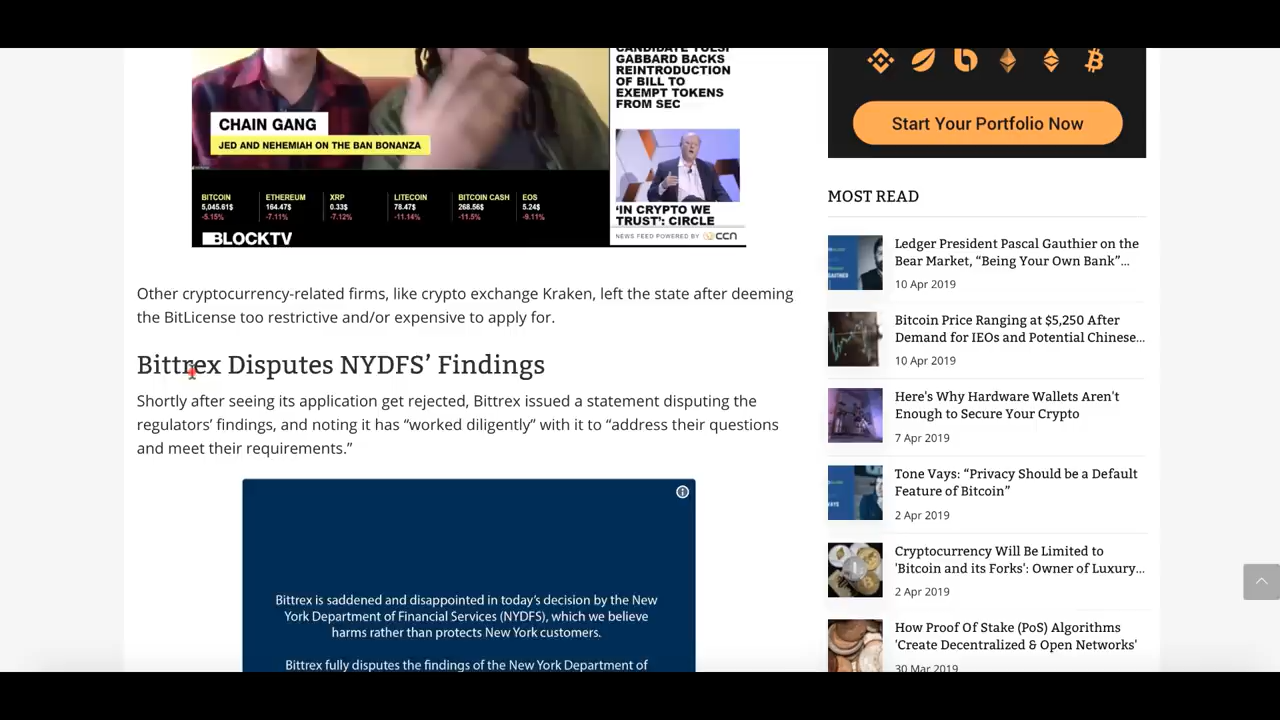 CANDIDATE TULSI
GABBARD BACKS
REINTRODUCTION
OF BILL TO
EXEMPT TOKENS
FROM SEC
CHAIN GANG
JED AND NEHEMIAH ON THE BAN BONANZA
BITCOIN ETHEREUM XRP LITECOIN BITCOIN CASH EOS
5,045.61$ 164.47$ 0.33$ 78.47$ 268.56$ 5.24$
-5.15% -7.11% -7.12% -11.14% -11.5% -9.11%
BLOCKTV
'IN CRYPTO WE
TRUST': CIRCLE
NEWS FEED POWERED BY CCN
Other cryptocurrency-related firms, like crypto exchange Kraken, left the state after deeming
the BitLicense too restrictive and/or expensive to apply for.
Bittrex Disputes NYDFS’ Findings
Shortly after seeing its application get rejected, Bittrex issued a statement disputing the
regulators’ findings, and noting it has “worked diligently” with it to “address their questions
and meet their requirements.”
Bittrex is saddened and disappointed in today’s decision by the New
York Department of Financial Services (NYDFS), which we believe
harms rather than protects New York customers.
Bittrex fully disputes the findings of the New York Department of
Start Your Portfolio Now
MOST READ
Ledger President Pascal Gauthier on the
Bear Market, “Being Your Own Bank”...
10 Apr 2019
Bitcoin Price Ranging at $5,250 After
Demand for IEOs and Potential Chinese...
10 Apr 2019
Here's Why Hardware Wallets Aren't
Enough to Secure Your Crypto
7 Apr 2019
Tone Vays: “Privacy Should be a Default
Feature of Bitcoin”
2 Apr 2019
Cryptocurrency Will Be Limited to
'Bitcoin and its Forks': Owner of Luxury...
2 Apr 2019
How Proof Of Stake (PoS) Algorithms
'Create Decentralized & Open Networks'
30 Mar 2019